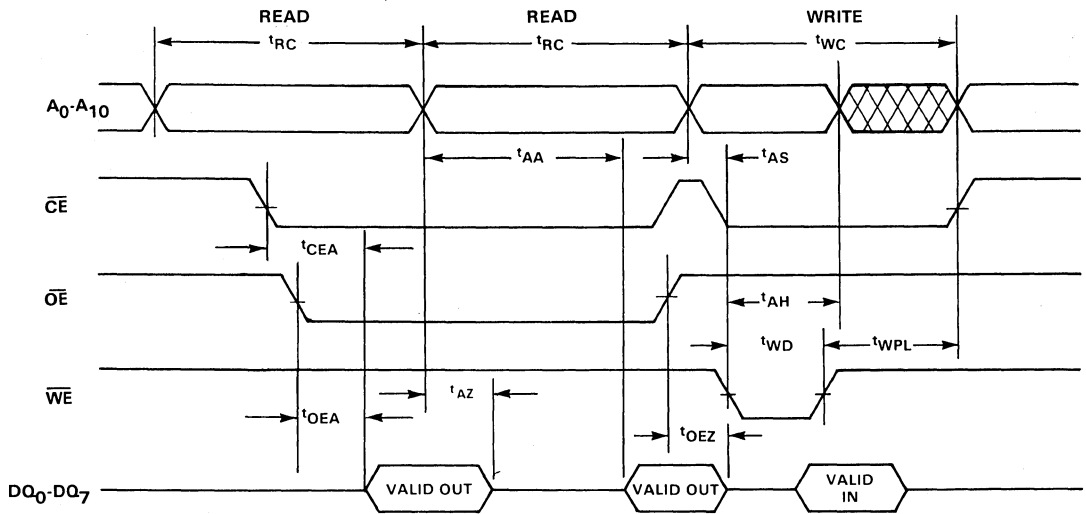 READ READ WRITE
tRC tRC tWC
A0-A10
tAA tAS
CE
tCEA
OE
tAH
tWD tWPL
WE
tAZ
tOEA
tOEZ
DQ0-DQ7 VALID OUT VALID OUT VALID
IN